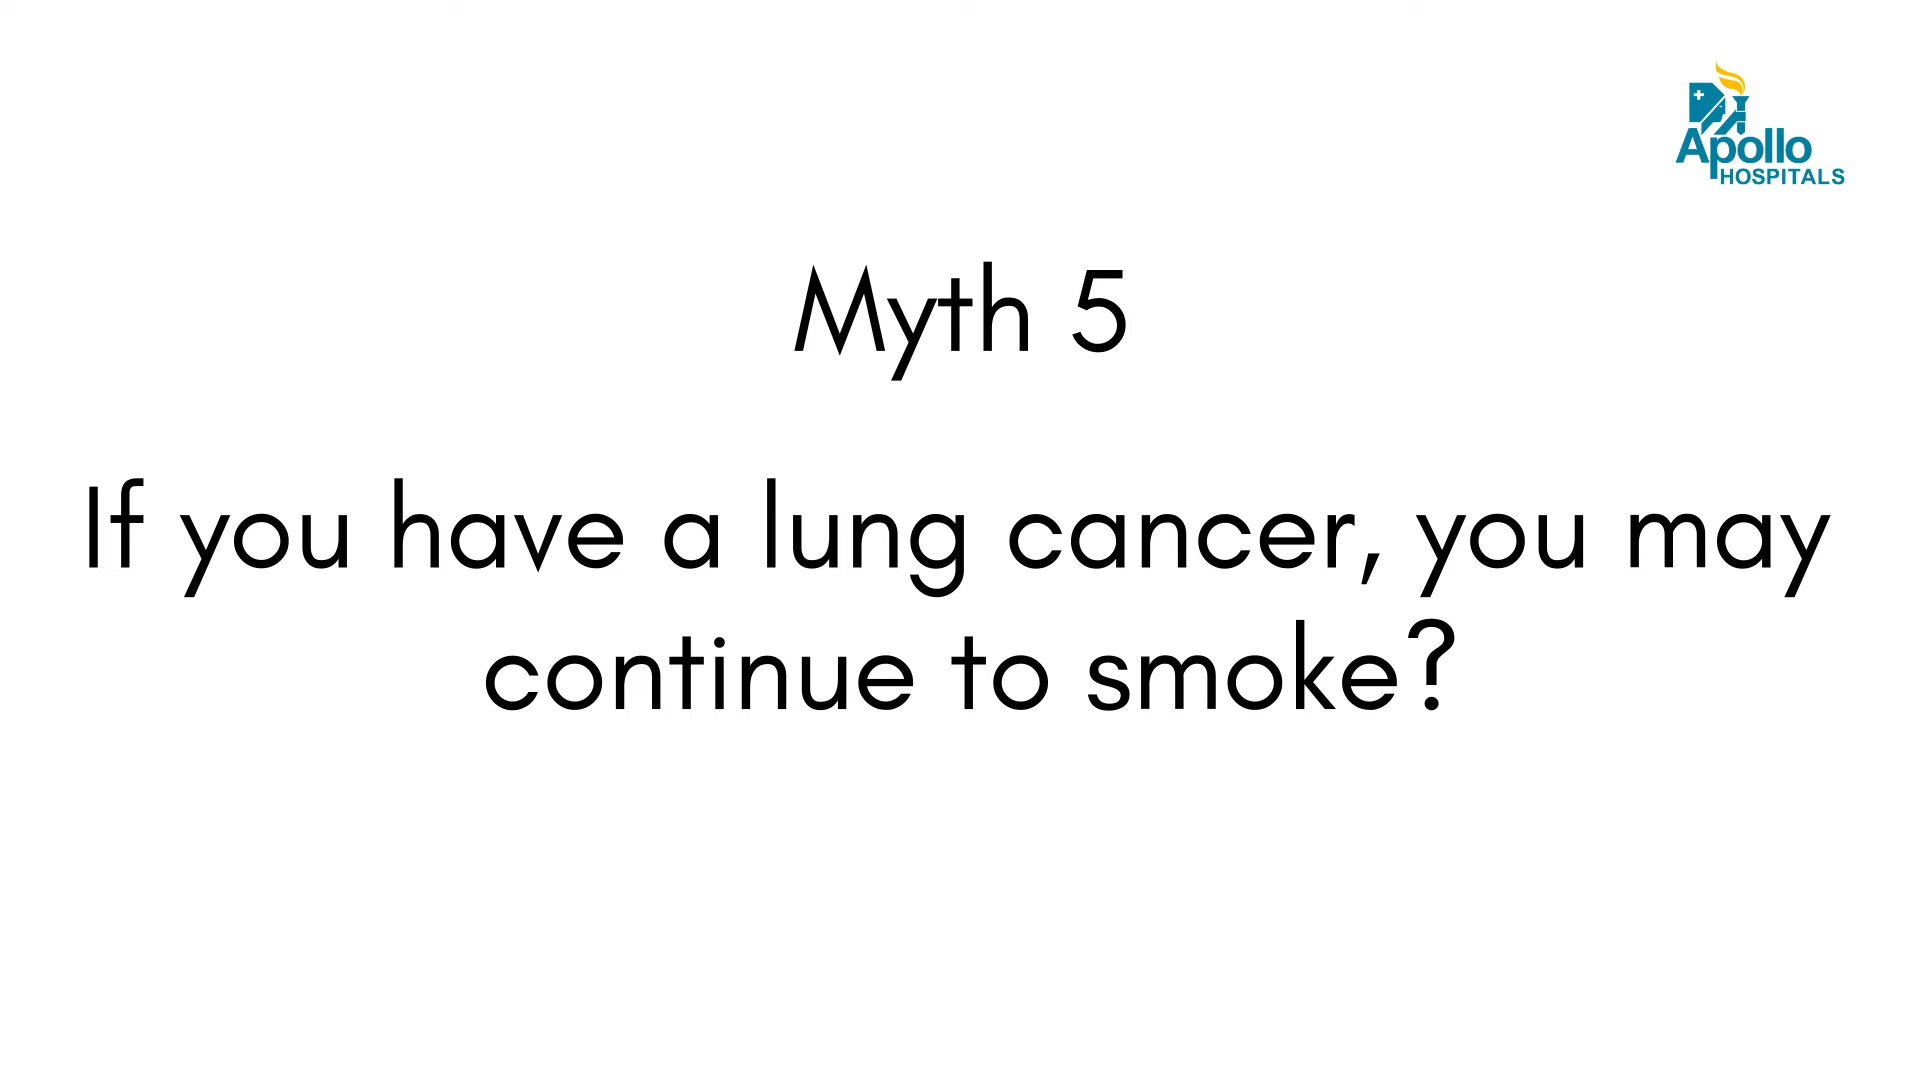 Apollo
HOSPITALS
Myth 5
If you have a lung cancer, you may
continue to smoke?